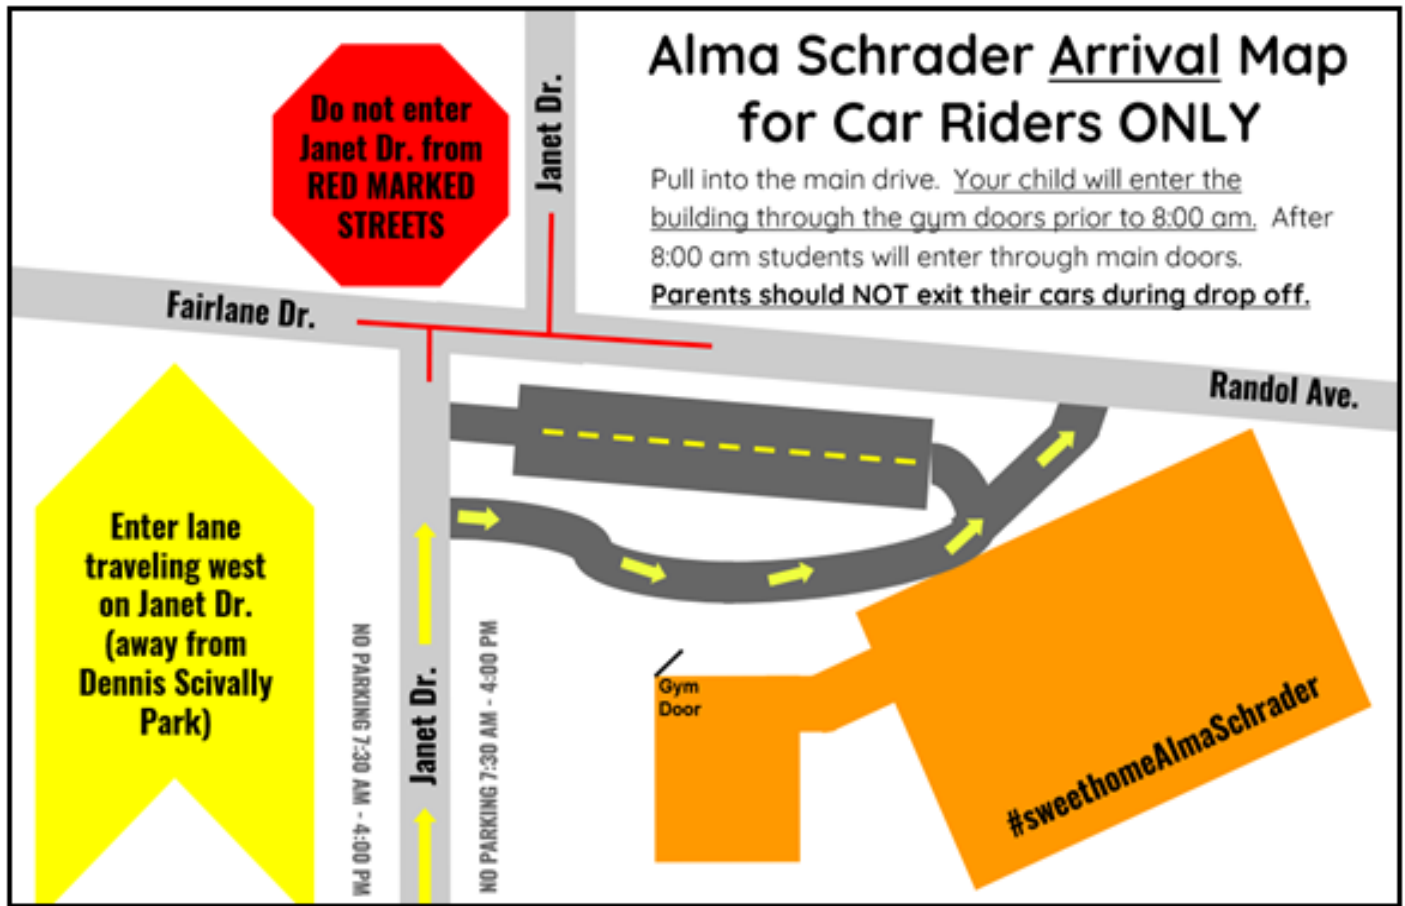 Alma Schrader Arrival Map
for Car Riders ONLY
Pull into the main drive.  Your child will enter the
building through the gym doors prior to 8:00 am.  After
8:00 am students will enter through main doors.
Parents should NOT exit their cars during drop off.
Do not enter
Janet Dr. from
RED MARKED
STREETS
Janet Dr.
Fairlane Dr.
Randol Ave.
Enter lane
traveling west
on Janet Dr.
(away from
Dennis Scivally
Park)
NO PARKING 7:30 AM - 4:00 PM
Janet Dr.
NO PARKING 7:30 AM - 4:00 PM
Gym
Door
#sweethomeAlmaSchrader